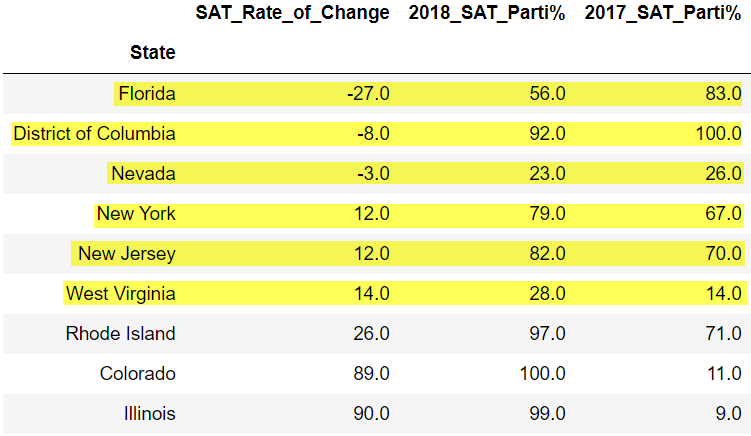 SAT_Rate_of_Change 2018_SAT_Parti% 2017_SAT_Parti%
State
Florida -27.0 56.0 83.0
District of Columbia -8.0 92.0 100.0
Nevada -3.0 23.0 26.0
New York 12.0 79.0 67.0
New Jersey 12.0 82.0 70.0
West Virginia 14.0 28.0 14.0
Rhode Island 26.0 97.0 71.0
Colorado 89.0 100.0 11.0
Illinois 90.0 99.0 9.0